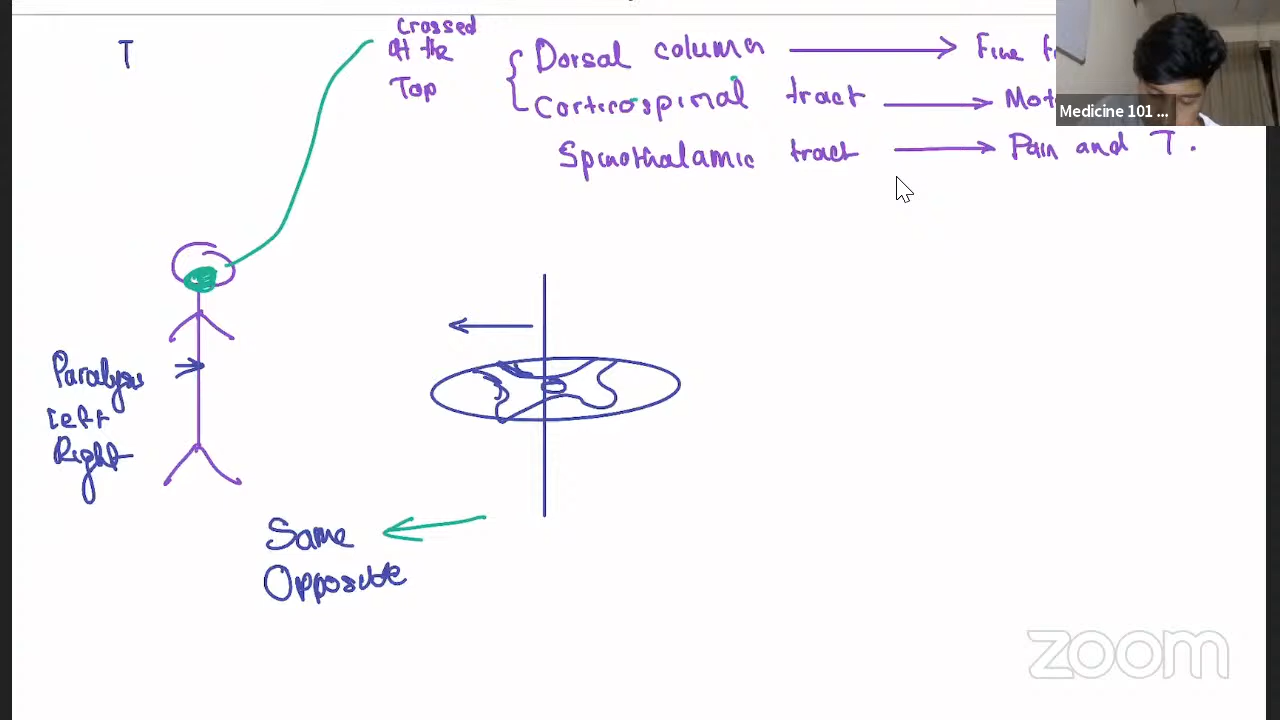 T
Crossed
At the
Top
Dorsal column → Fine
Corticospinal tract → Mot
Spinothalamic tract → Pain and T.
Medicine 101 ...
Paralysis
Left
Right
Same
Opposite
zoom